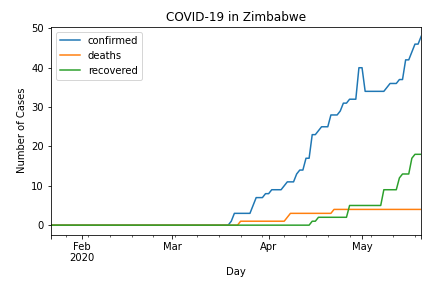 COVID-19 in Zimbabwe
confirmed
deaths
recovered
Number of Cases
50
40
30
20
10
0
Feb
2020
Mar
Apr
May
Day